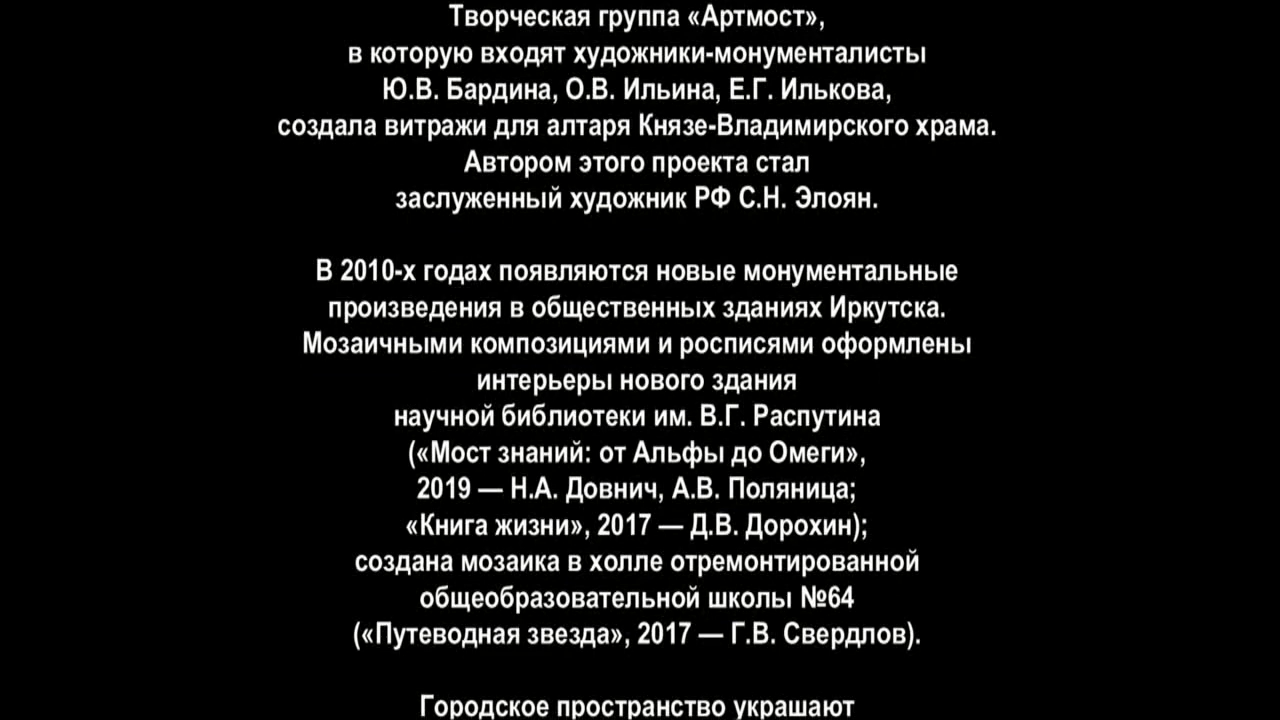 Творческая группа «Артмост»,
в которую входят художники-монументалисты
Ю.В. Бардина, О.В. Ильина, Е.Г. Илькова,
создала витражи для алтаря Князе-Владимирского храма.
Автором этого проекта стал
заслуженный художник РФ С.Н. Элоян.
В 2010-х годах появляются новые монументальные
произведения в общественных зданиях Иркутска.
Мозаичными композициями и росписями оформлены
интерьеры нового здания
научной библиотеки им. В.Г. Распутина
(«Мост знаний: от Альфы до Омеги»,
2019 — Н.А. Довнич, А.В. Поляница;
«Книга жизни», 2017 — Д.В. Дорохин);
создана мозаика в холле отремонтированной
общеобразовательной школы №64
(«Путеводная звезда», 2017 — Г.В. Свердлов).
Городское пространство украшают